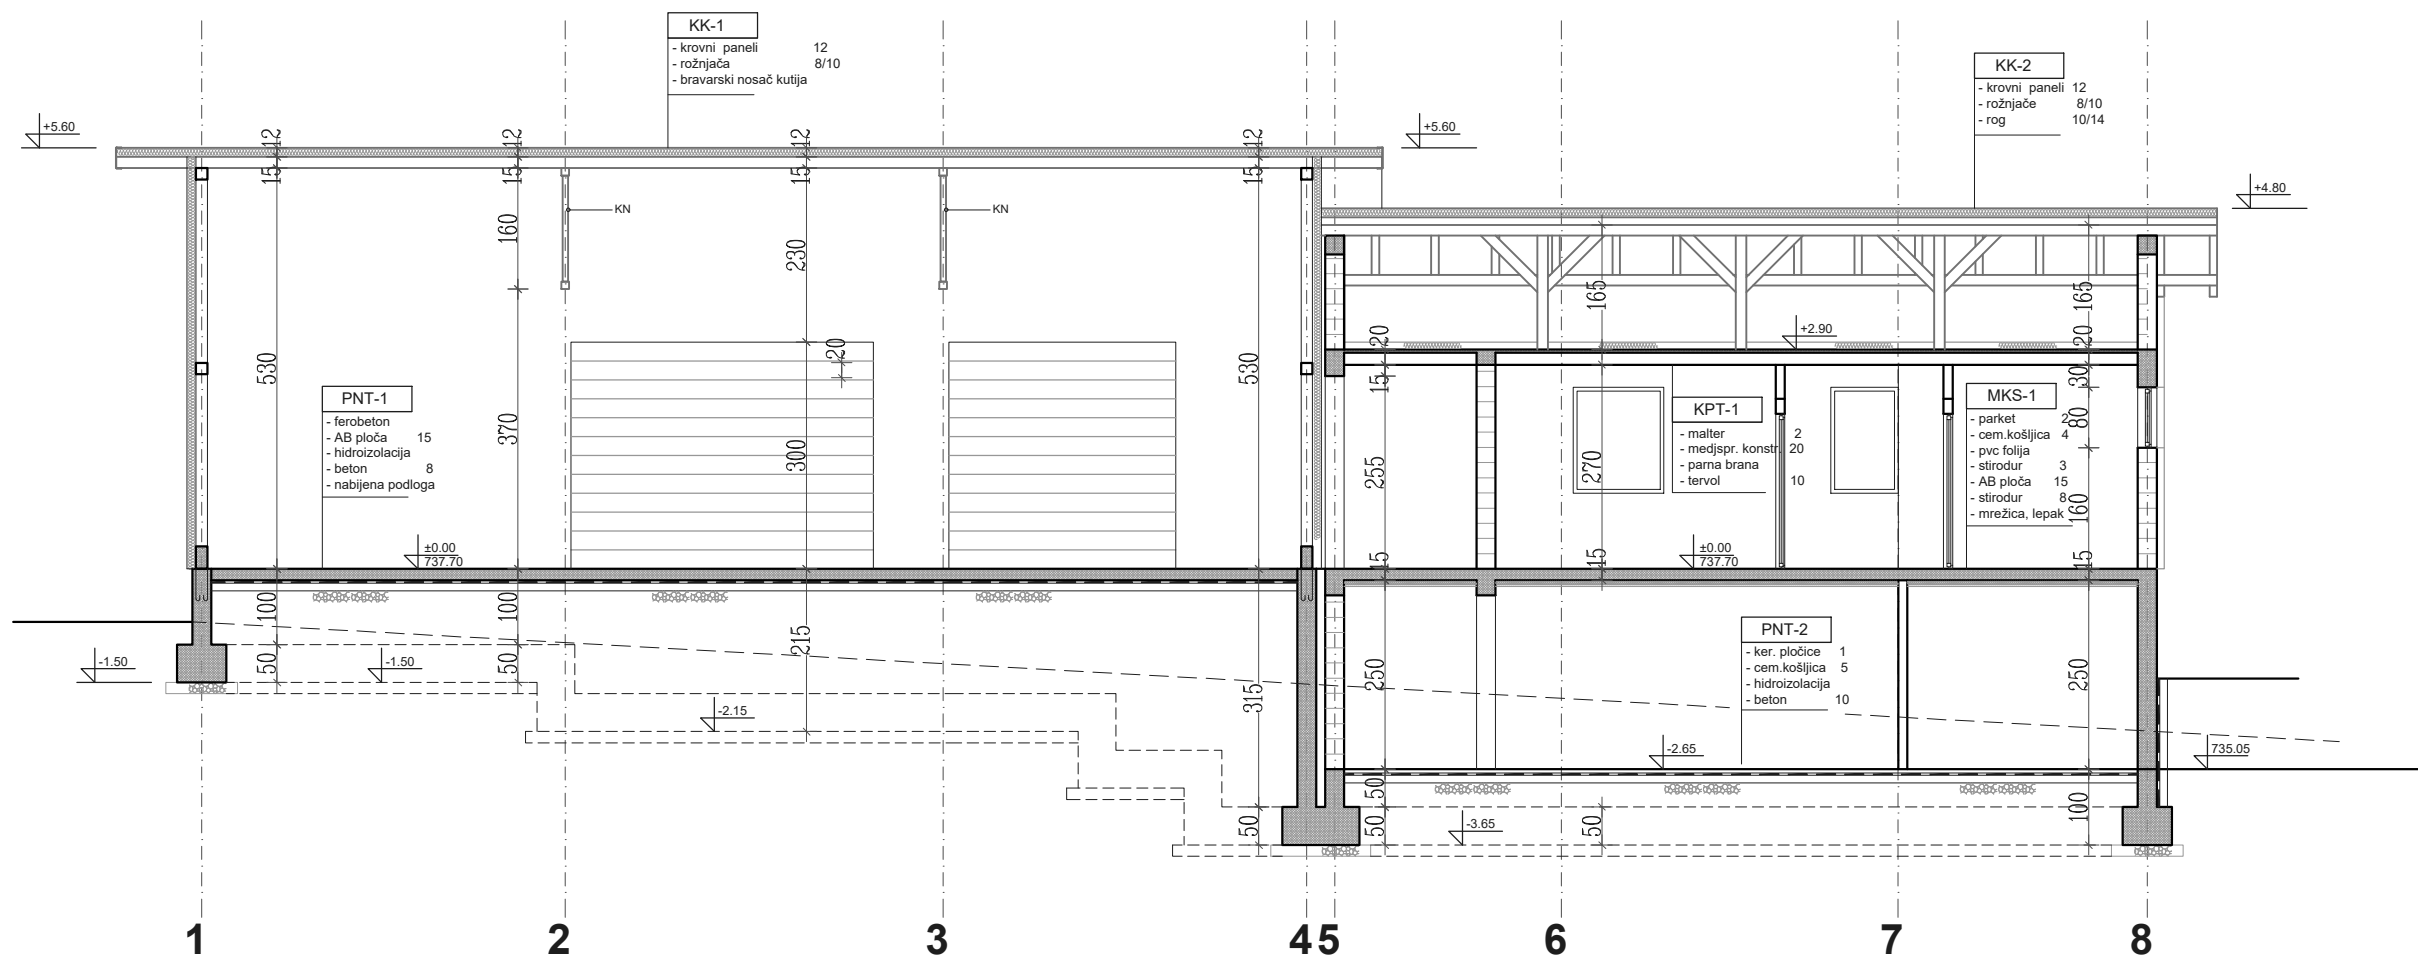 KK-1
- krovni paneli 12
- rožnjača 8/10
- bravarski nosač kutija
KK-2
- krovni paneli 12
- rožnjače 8/10
- rog 10/14
+5.60
+5.60
+4.80
12
12
12
12
15
15
15
15
160
230
KN
KN
165
165
+2.90
20
20
20
530
530
15
30
80
PNT-1
- ferobeton
- AB ploča 15
- hidroizolacija
- beton 8
- nabijena podloga
370
300
255
270
160
KPT-1
- malter 2
- medjspr. konstr. 20
- parna brana
- tervol 10
MKS-1
- parket 2
- cem.košljica 4
- pvc folija
- stirodur 3
- AB ploča 15
- stirodur 8
- mrežica, lepak
±0.00
737.70
±0.00
737.70
15
15
15
100
100
215
50
50
-1.50
-1.50
-2.15
315
250
250
PNT-2
- ker. pločice 1
- cem.košljica 5
- hidroizolacija
- beton 10
-2.65
735.05
50
50
50
50
100
-3.65
1
2
3
4
5
6
7
8